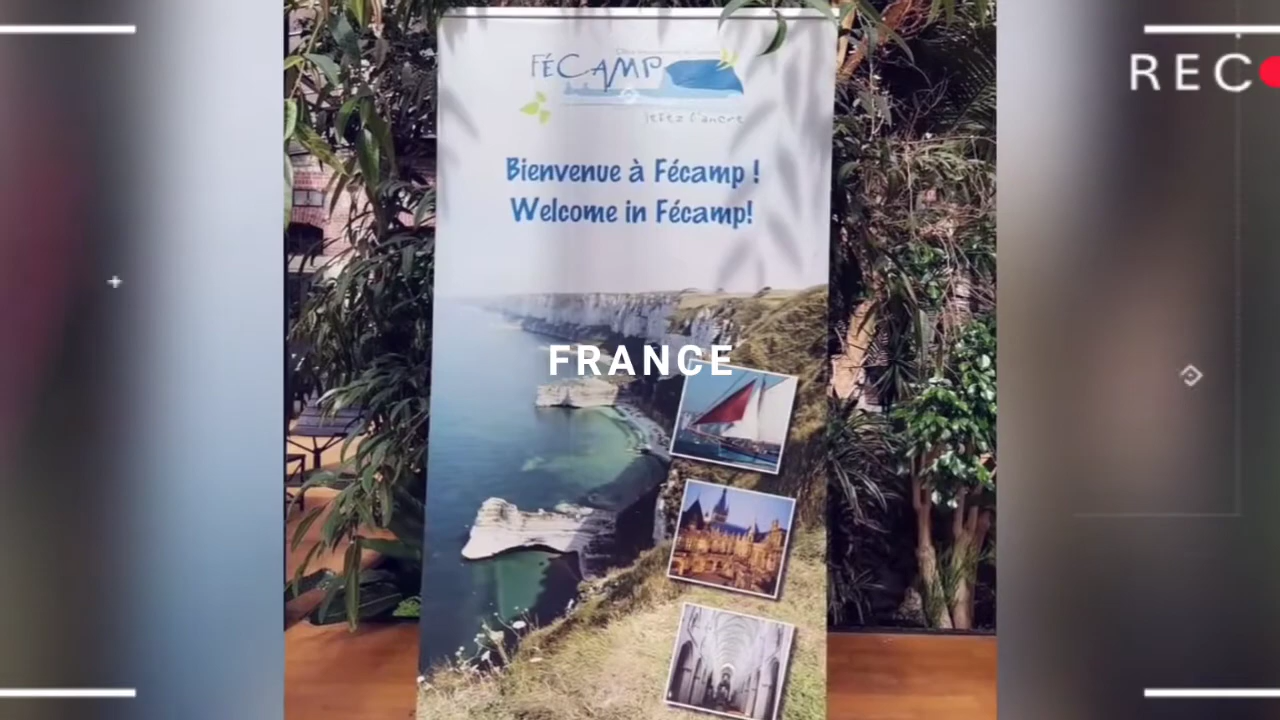 REC
FéCAMP
Jetez l'ancre
Bienvenue à Fécamp !
Welcome in Fécamp!
FRANCE